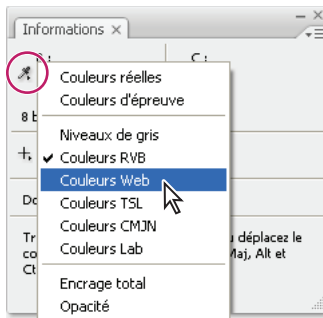 Informations ×
C :
Couleurs réelles
Couleurs d'épreuve
8 b
Niveaux de gris
Couleurs RVB
Couleurs Web
Do
Couleurs TSL
Couleurs CMJN
Tr
déplacez le
Couleurs Lab
co
Maj, Alt et
Ct
Encrage total
Opacité